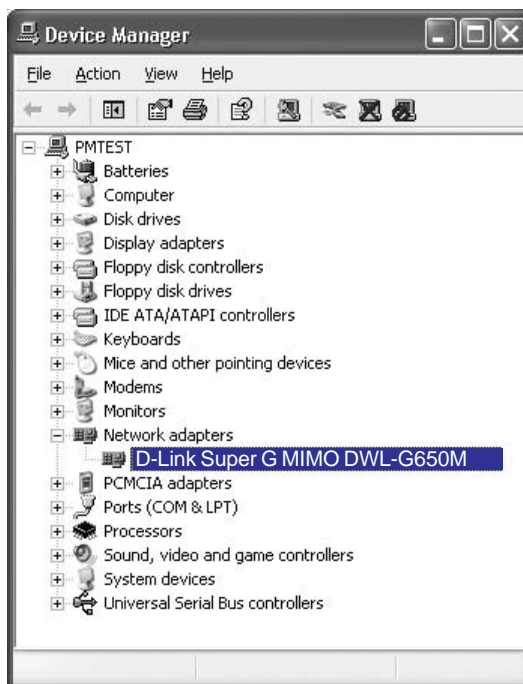 Device Manager
File Action View Help
PMTEST
Batteries
Computer
Disk drives
Display adapters
Floppy disk controllers
Floppy disk drives
IDE ATA/ATAPI controllers
Keyboards
Mice and other pointing devices
Modems
Monitors
Network adapters
D-Link Super G MIMO DWL-G650M
PCMCIA adapters
Ports (COM & LPT)
Processors
Sound, video and game controllers
System devices
Universal Serial Bus controllers